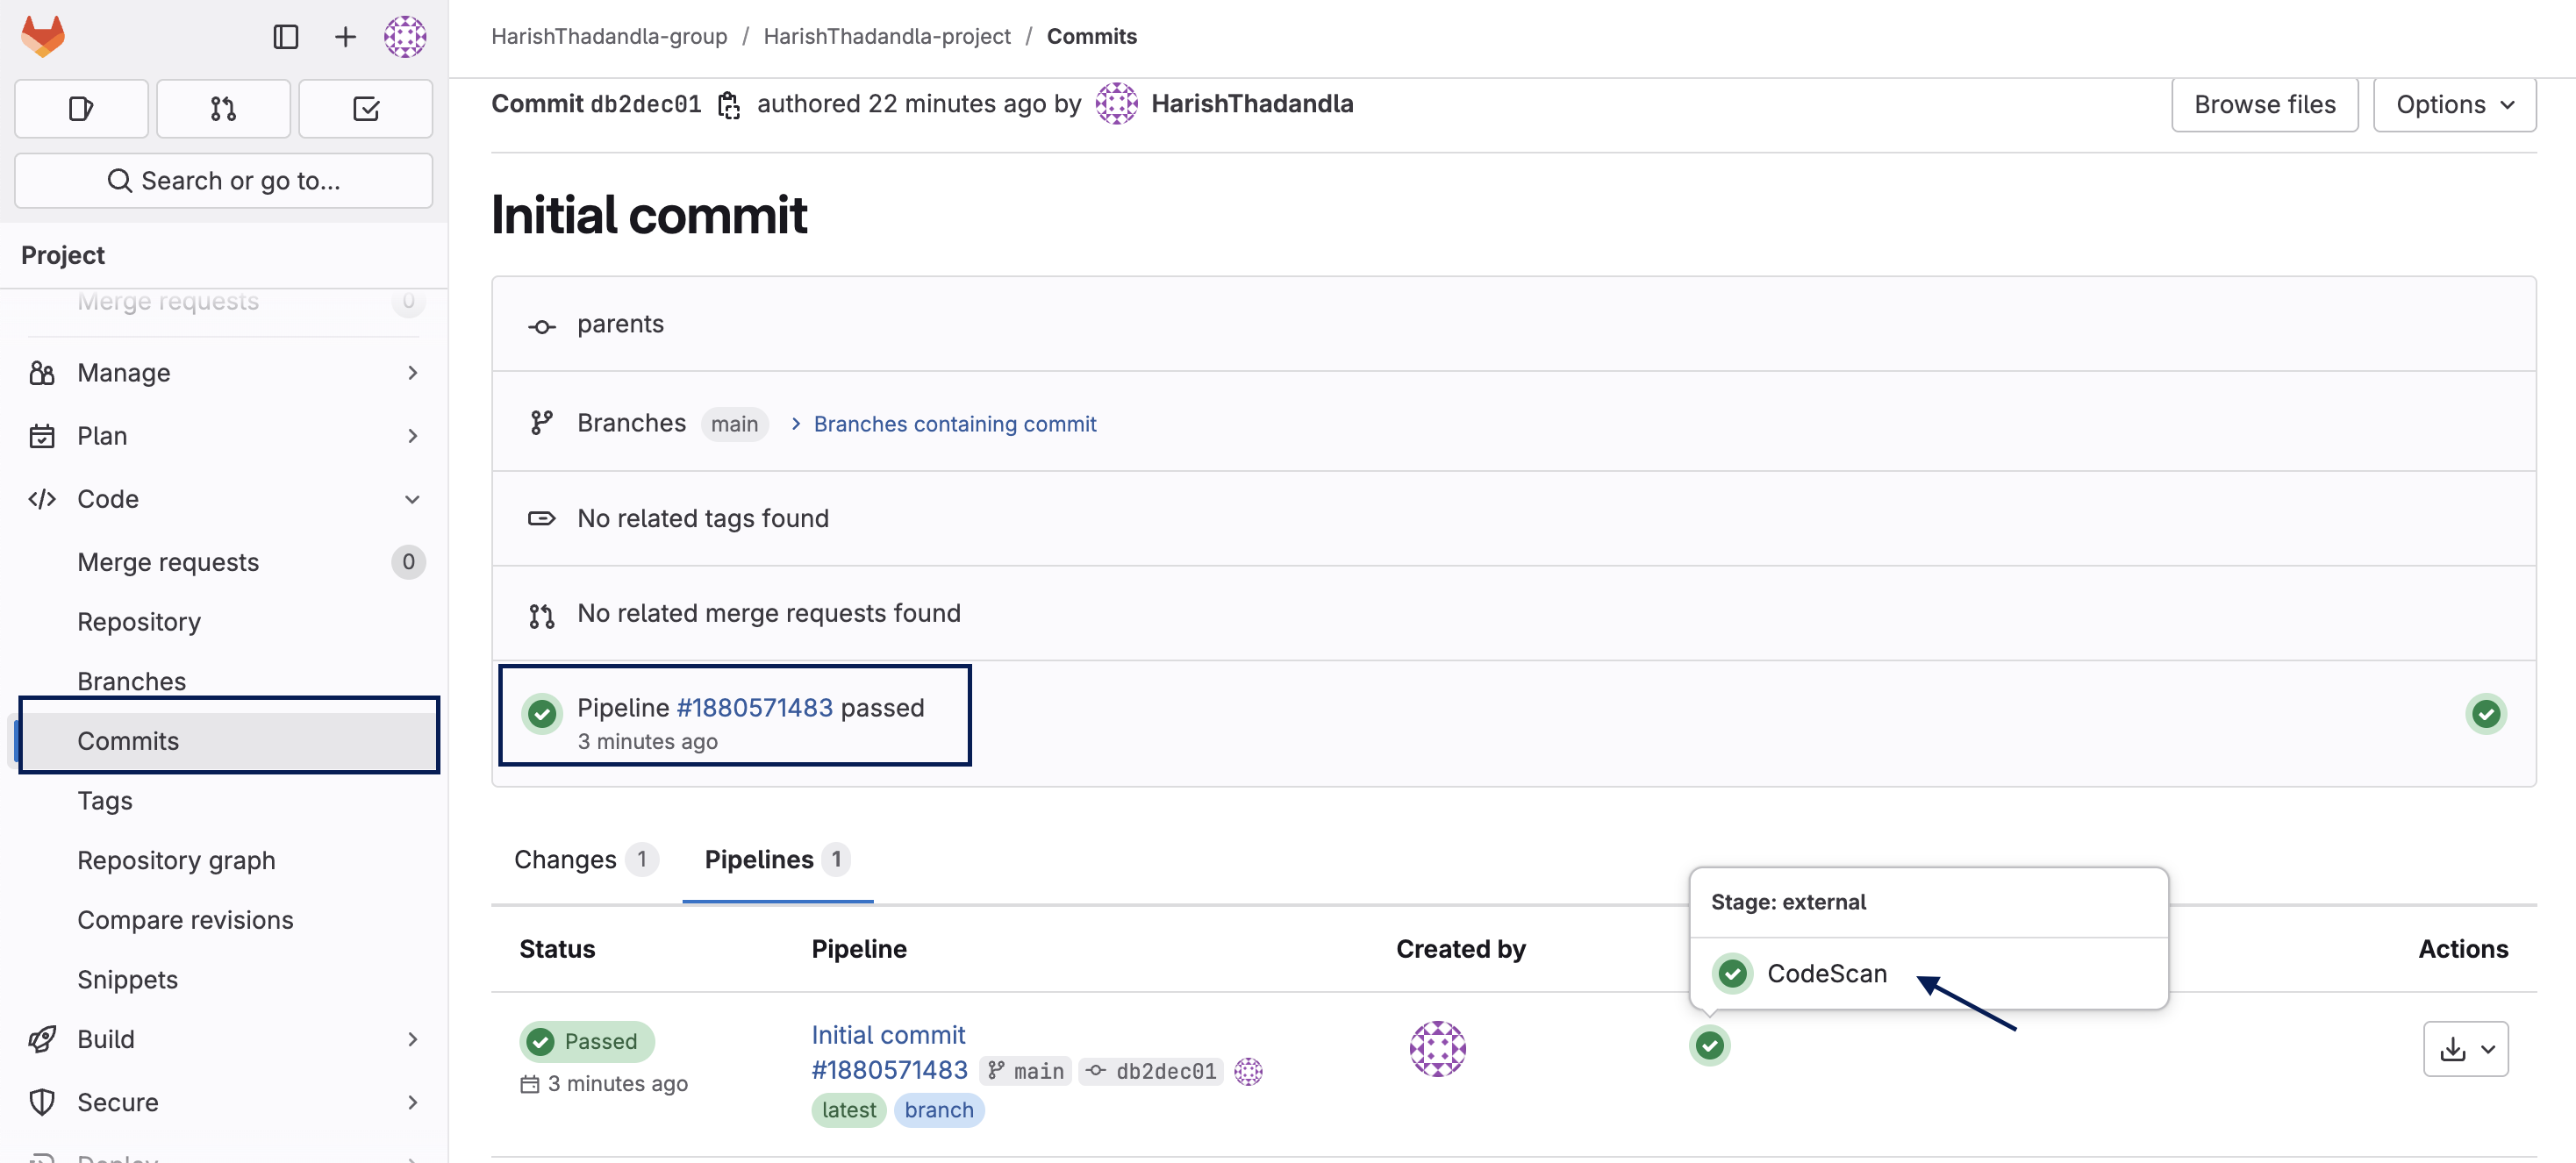 HarishThadandla-group / HarishThadandla-project / Commits
Search or go to...
Project
Merge requests 0
Manage
Plan
Code
Merge requests 0
Repository
Branches
Commits
Tags
Repository graph
Compare revisions
Snippets
Build
Secure
Deploy
Commit db2dec01 authored 22 minutes ago by HarishThadandla
Browse files
Options
Initial commit
parents
Branches main Branches containing commit
No related tags found
No related merge requests found
Pipeline #1880571483 passed
3 minutes ago
Changes 1 Pipelines 1
Stage: external
CodeScan
Status Pipeline Created by Actions
Passed
3 minutes ago
Initial commit
#1880571483 main db2dec01
latest branch